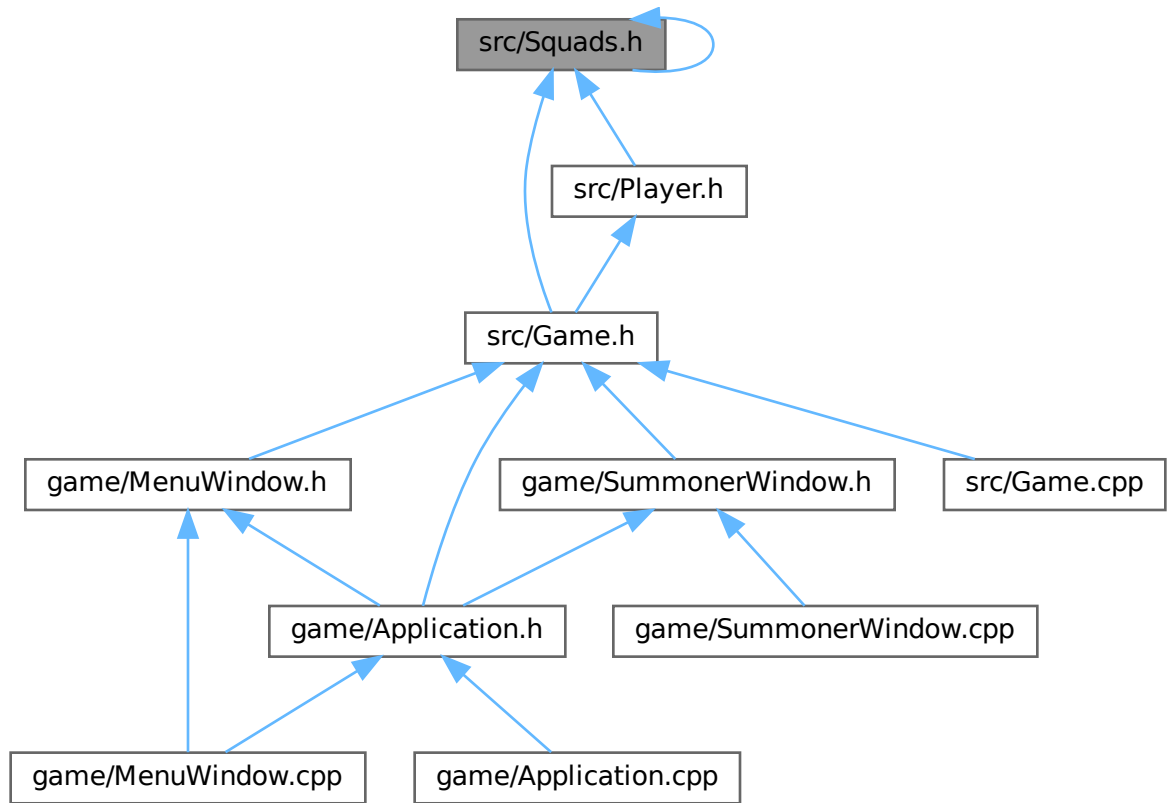 src/Squads.h
src/Player.h
src/Game.h
game/MenuWindow.h
game/SummonerWindow.h
src/Game.cpp
game/Application.h
game/SummonerWindow.cpp
game/MenuWindow.cpp
game/Application.cpp